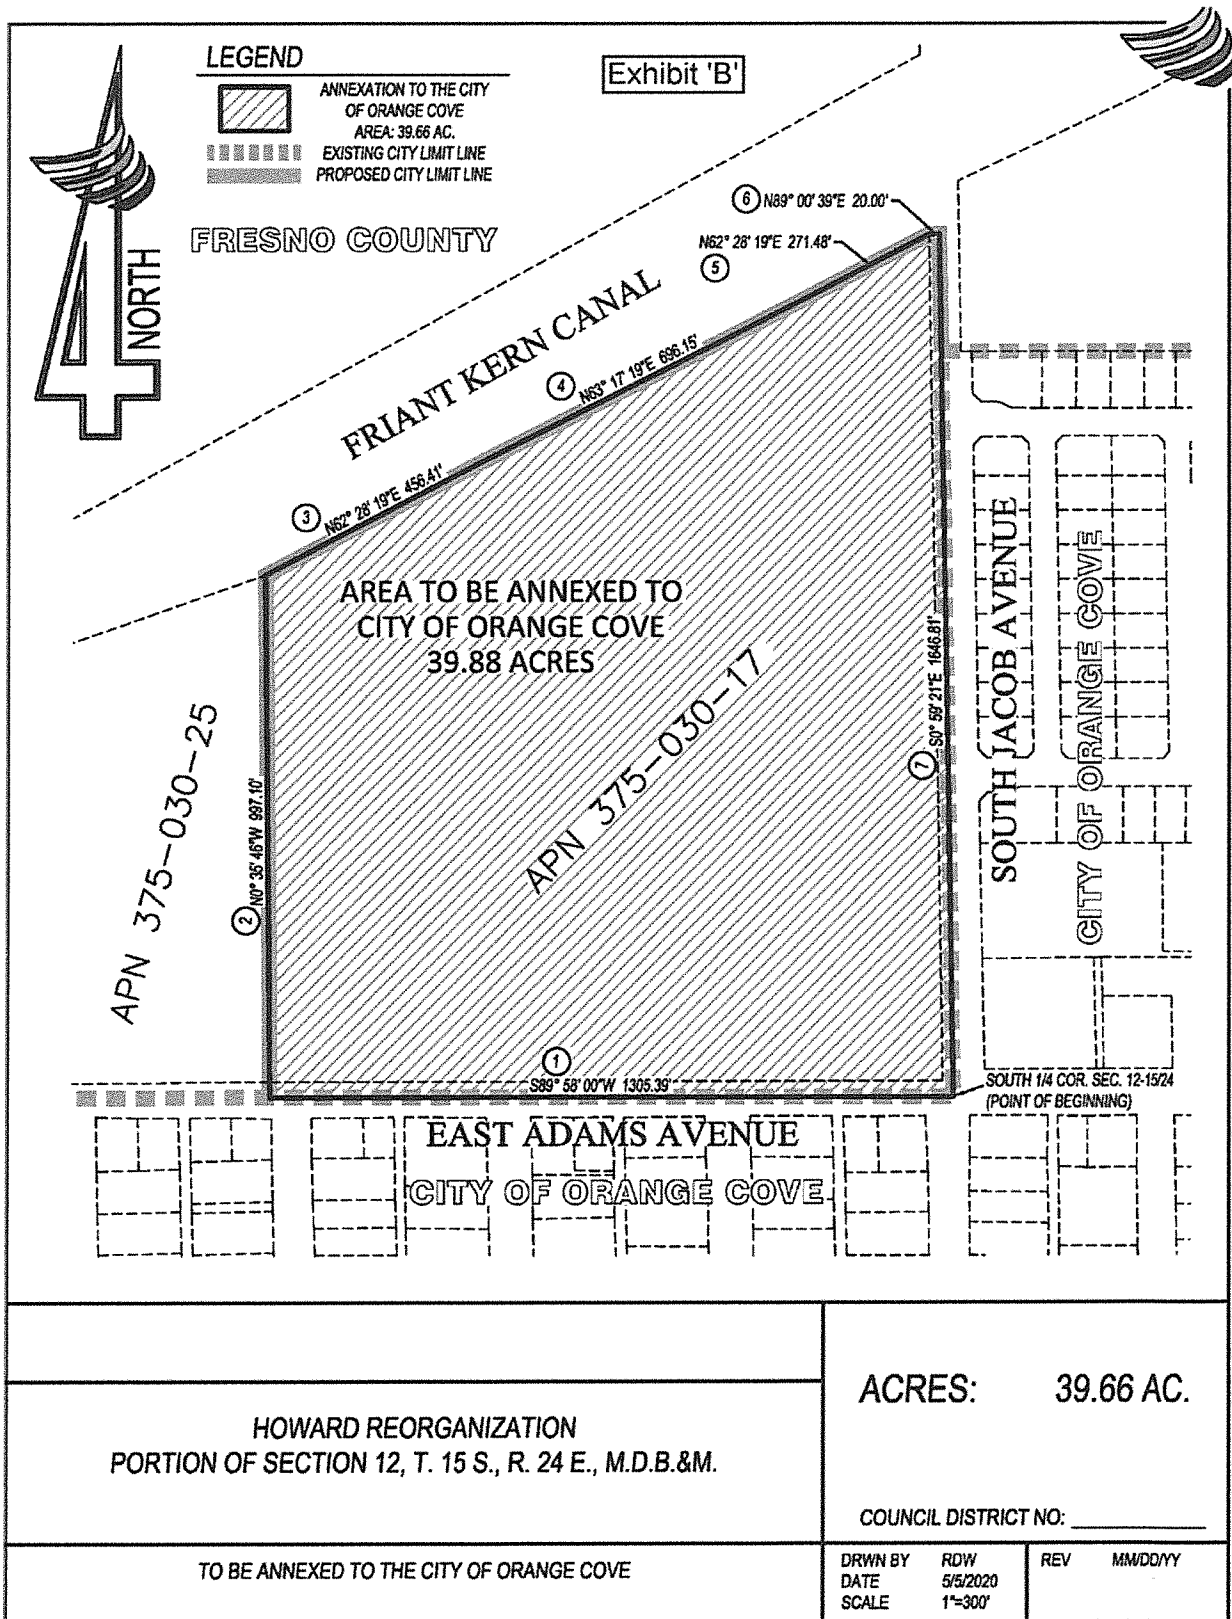 LEGEND
ANNEXATION TO THE CITY
OF ORANGE COVE
AREA: 39.66 AC.
EXISTING CITY LIMIT LINE
PROPOSED CITY LIMIT LINE
Exhibit 'B'
NORTH
FRESNO COUNTY
6 N89° 00' 39"E 20.00'
N62° 28' 19"E 271.48'
5
FRIANT KERN CANAL
4 N63° 17' 19"E 696.15'
3 N62° 28' 19"E 456.41'
AREA TO BE ANNEXED TO
CITY OF ORANGE COVE
39.88 ACRES
APN 375-030-17
APN 375-030-25
2 N0° 35' 46"W 997.10'
7 S0° 59' 21"E 1646.81'
SOUTH JACOB AVENUE
CITY OF ORANGE COVE
1
S89° 58' 00"W 1305.39'
SOUTH 1/4 COR. SEC. 12-15/24
(POINT OF BEGINNING)
EAST ADAMS AVENUE
CITY OF ORANGE COVE
HOWARD REORGANIZATION
PORTION OF SECTION 12, T. 15 S., R. 24 E., M.D.B.&M.
TO BE ANNEXED TO THE CITY OF ORANGE COVE
ACRES: 39.66 AC.
COUNCIL DISTRICT NO: ____________
DRWN BY RDW
DATE 5/5/2020
SCALE 1"=300'
REV MM/DD/YY